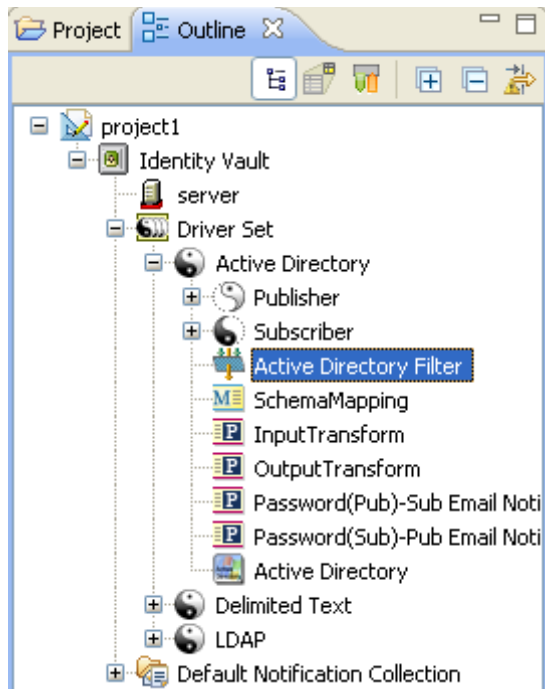 Project Outline
project1
Identity Vault
server
Driver Set
Active Directory
Publisher
Subscriber
Active Directory Filter
SchemaMapping
InputTransform
OutputTransform
Password(Pub)-Sub Email Noti
Password(Sub)-Pub Email Noti
Active Directory
Delimited Text
LDAP
Default Notification Collection